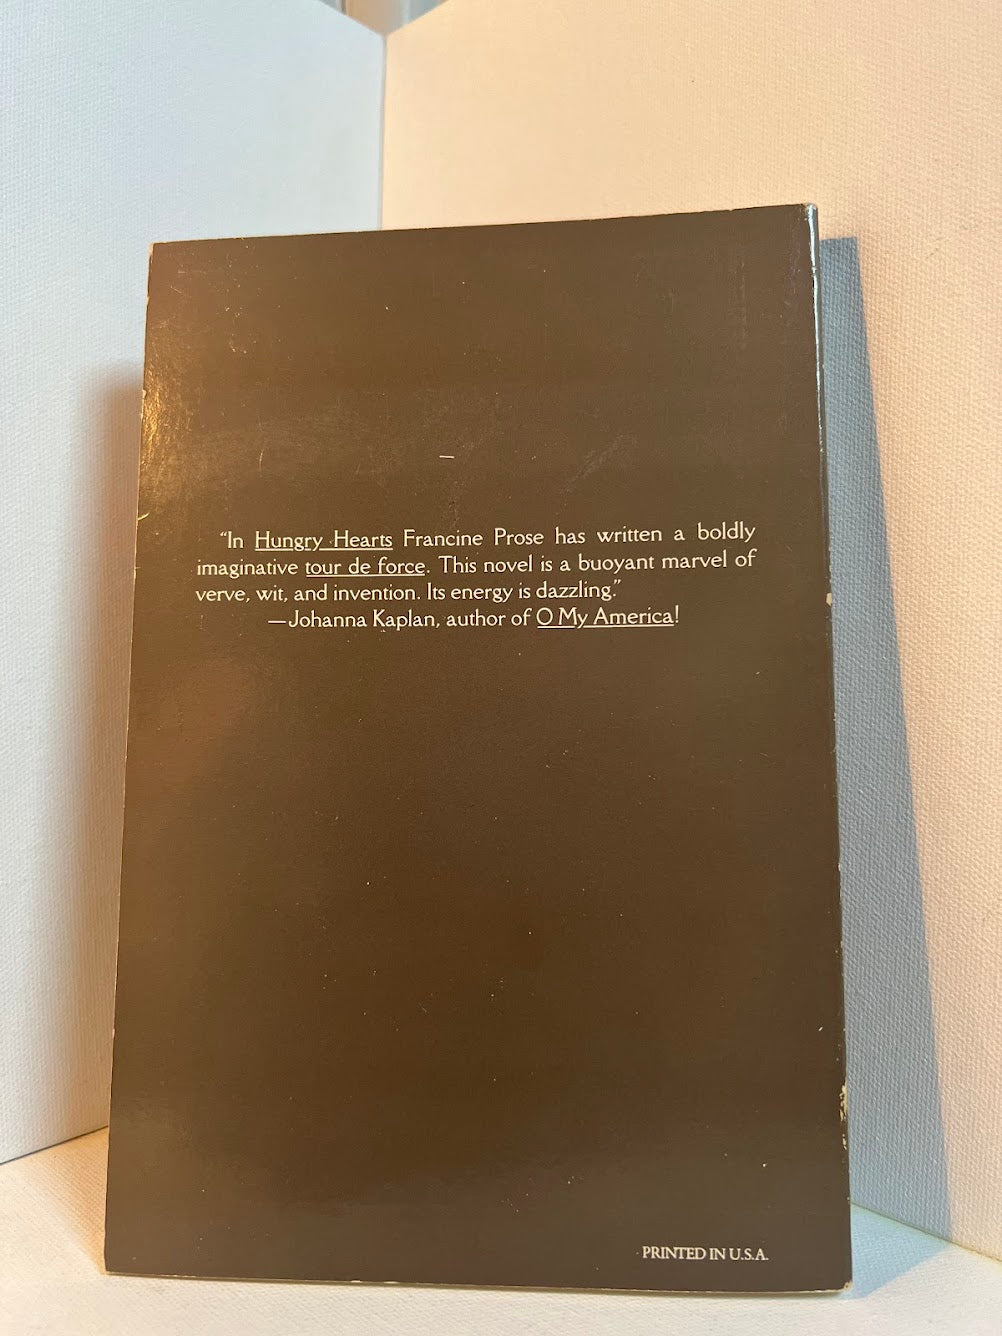 “In Hungry Hearts Francine Prose has written a boldly
imaginative tour de force. This novel is a buoyant marvel of
verve, wit, and invention. Its energy is dazzling.”
—Johanna Kaplan, author of O My America!
PRINTED IN U.S.A.